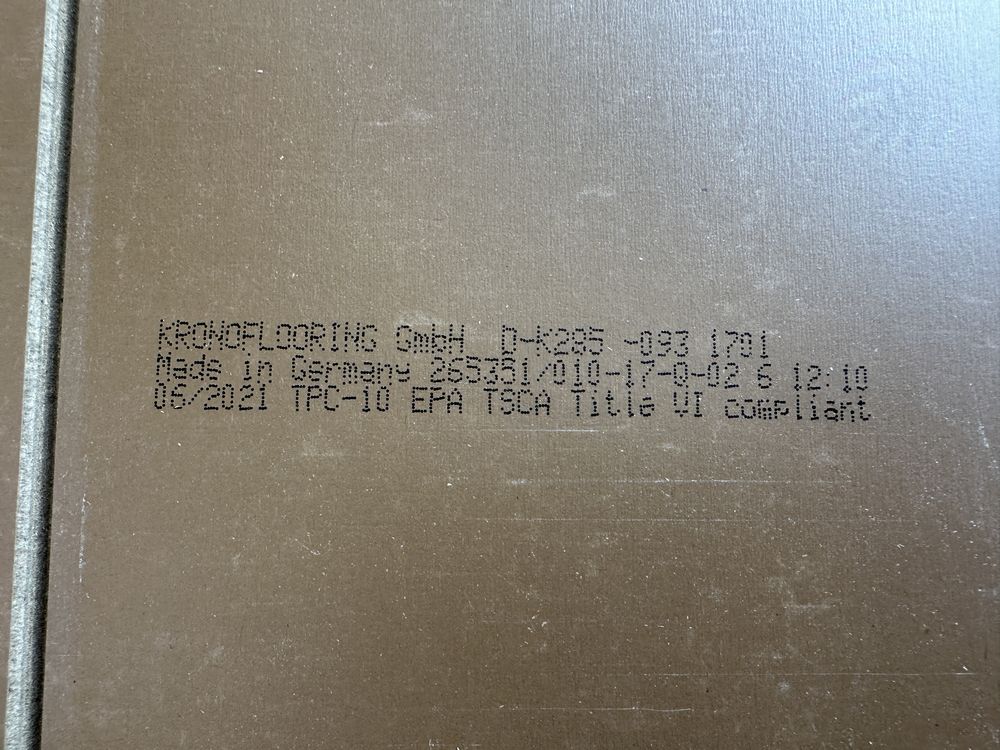 KRONOFLOORING GmbH D-K285 -093 1701
Made in Germany 265351/010-17-Q-02 6 12:10
06/2021 TPC-10 EPA TSCA Title VI compliant